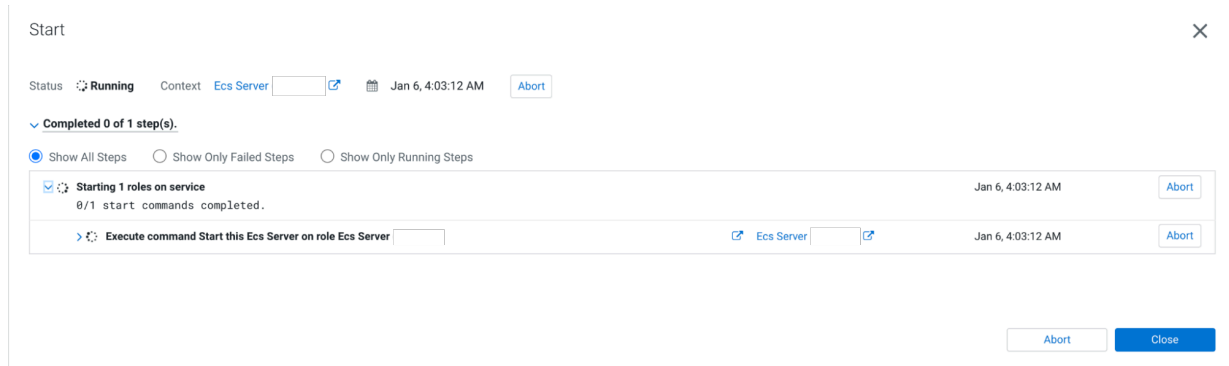 Start
Status Running Context Ecs Server Jan 6, 4:03:12 AM Abort
Completed 0 of 1 step(s).
Show All Steps Show Only Failed Steps Show Only Running Steps
Starting 1 roles on service Jan 6, 4:03:12 AM Abort
0/1 start commands completed.
Execute command Start this Ecs Server on role Ecs Server Ecs Server Jan 6, 4:03:12 AM Abort
Abort Close